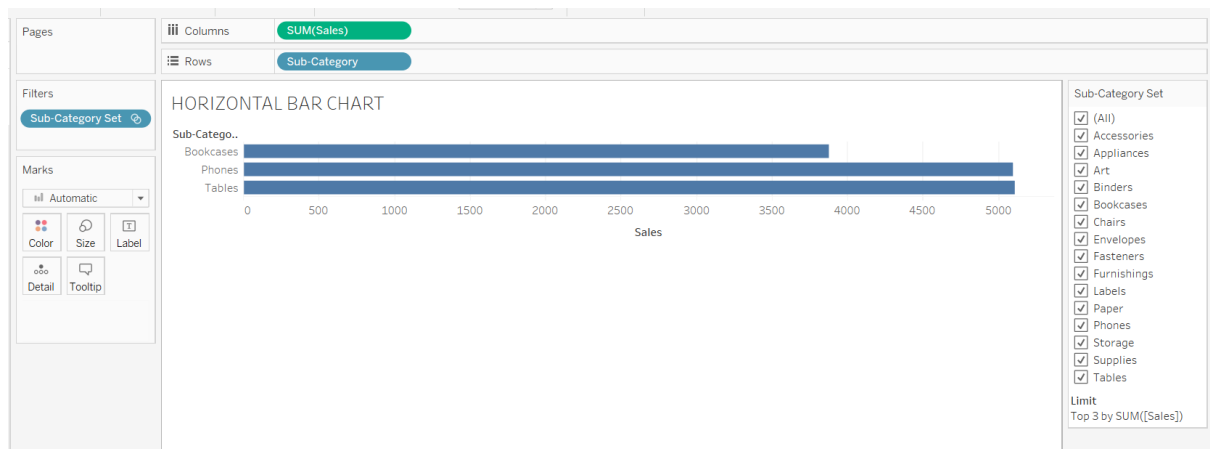 Pages
Columns
SUM(Sales)
Rows
Sub-Category
Filters
Sub-Category Set
Marks
Automatic
Color
Size
T
Label
Detail
Tooltip
HORIZONTAL BAR CHART
Sub-Catego..
Bookcases
Phones
Tables
0 500 1000 1500 2000 2500 3000 3500 4000 4500 5000
Sales
Sub-Category Set
(All)
Accessories
Appliances
Art
Binders
Bookcases
Chairs
Envelopes
Fasteners
Furnishings
Labels
Paper
Phones
Storage
Supplies
Tables
Limit
Top 3 by SUM([Sales])